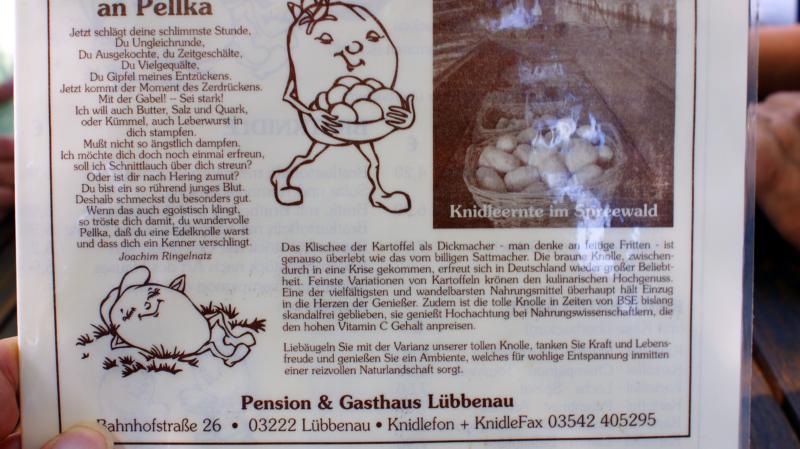 an Pellka
Jetzt schlägt deine schlimmste Stunde,
Du Ungleichrunde,
Du Ausgekochte, du Zeitgeschälte,
Du Vielgequälte,
Du Gipfel meines Entzückens.
Jetzt kommt der Moment des Zerdrückens.
Mit der Gabel! -- Sei stark!
Ich will auch Butter, Salz und Quark,
oder Kümmel, auch Leberwurst in
dich stampfen.
Mußt nicht so ängstlich dampfen.
Ich möchte dich doch noch einmal erfreun,
soll ich Schnittlauch über dich streun?
Oder ist dir nach Hering zumut?
Du bist ein so rührend junges Blut.
Deshalb schmeckst du besonders gut.
Wenn das auch egoistisch klingt,
so tröste dich damit, du wundervolle
Pellka, daß du eine Edelknolle warst
und dass dich ein Kenner verschlingt.
Joachim Ringelnatz
Knidleernte im Spreewald
Das Klischee der Kartoffel als Dickmacher - man denke an fettige Fritten - ist
genauso überlebt wie das vom billigen Sattmacher. Die braune Knolle, zwischen-
durch in eine Krise gekommen, erfreut sich in Deutschland wieder großer Beliebt-
heit. Feinste Variationen von Kartoffeln krönen den kulinarischen Hochgenuss.
Eine der vielfältigsten und wandelbarsten Nahrungsmittel überhaupt hält Einzug
in die Herzen der Genießer. Zudem ist die tolle Knolle in Zeiten von BSE bislang
skandalfrei geblieben, sie genießt Hochachtung bei Nahrungswissenschaftlern, die
den hohen Vitamin C Gehalt anpreisen.
Liebäugeln Sie mit der Varianz unserer tollen Knolle, tanken Sie Kraft und Lebens-
freude und genießen Sie ein Ambiente, welches für wohlige Entspannung inmitten
einer reizvollen Naturlandschaft sorgt.
Pension & Gasthaus Lübbenau
Bahnhofstraße 26 • 03222 Lübbenau • Knidlefon + KnidleFax 03542 405295